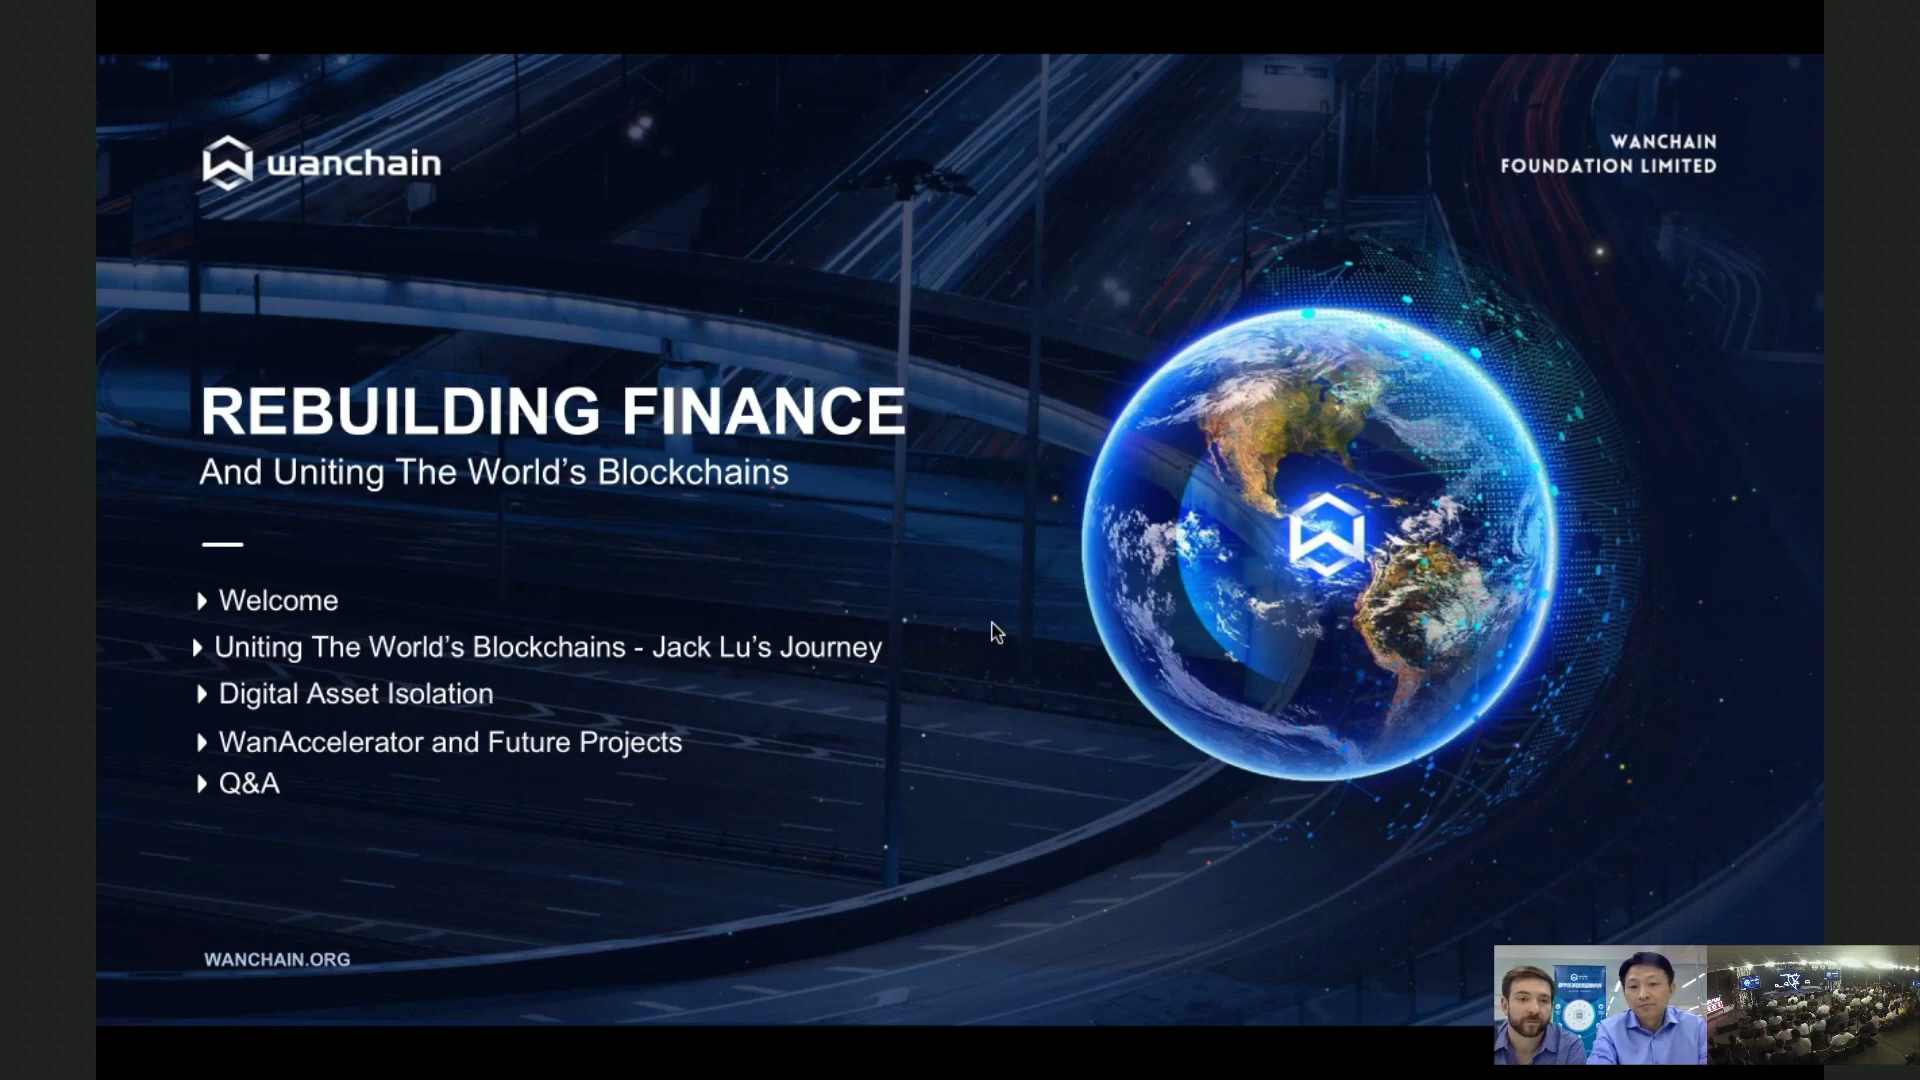 wanchain
WANCHAIN
FOUNDATION LIMITED
REBUILDING FINANCE
And Uniting The World’s Blockchains
Welcome
Uniting The World’s Blockchains - Jack Lu’s Journey
Digital Asset Isolation
WanAccelerator and Future Projects
Q&A
WANCHAIN.ORG